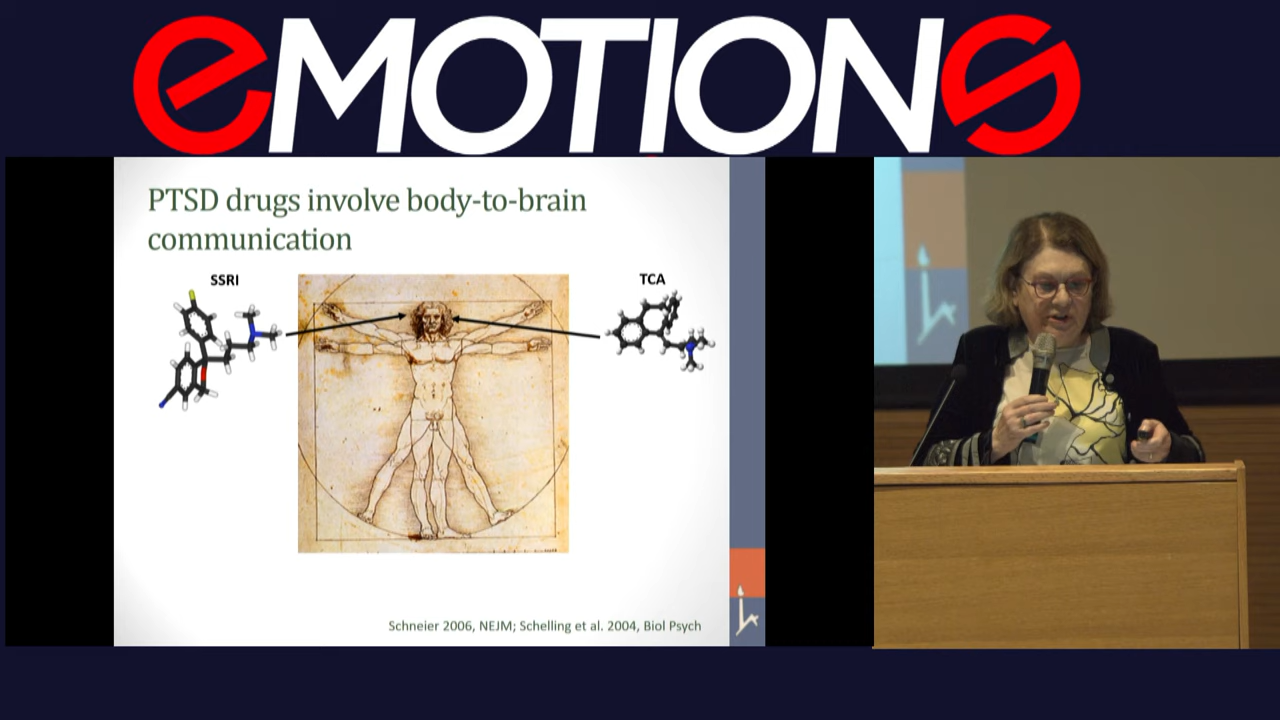 eMOTIONS
PTSD drugs involve body-to-brain
communication
SSRI
TCA
Schneier 2006, NEJM; Schelling et al. 2004, Biol Psych